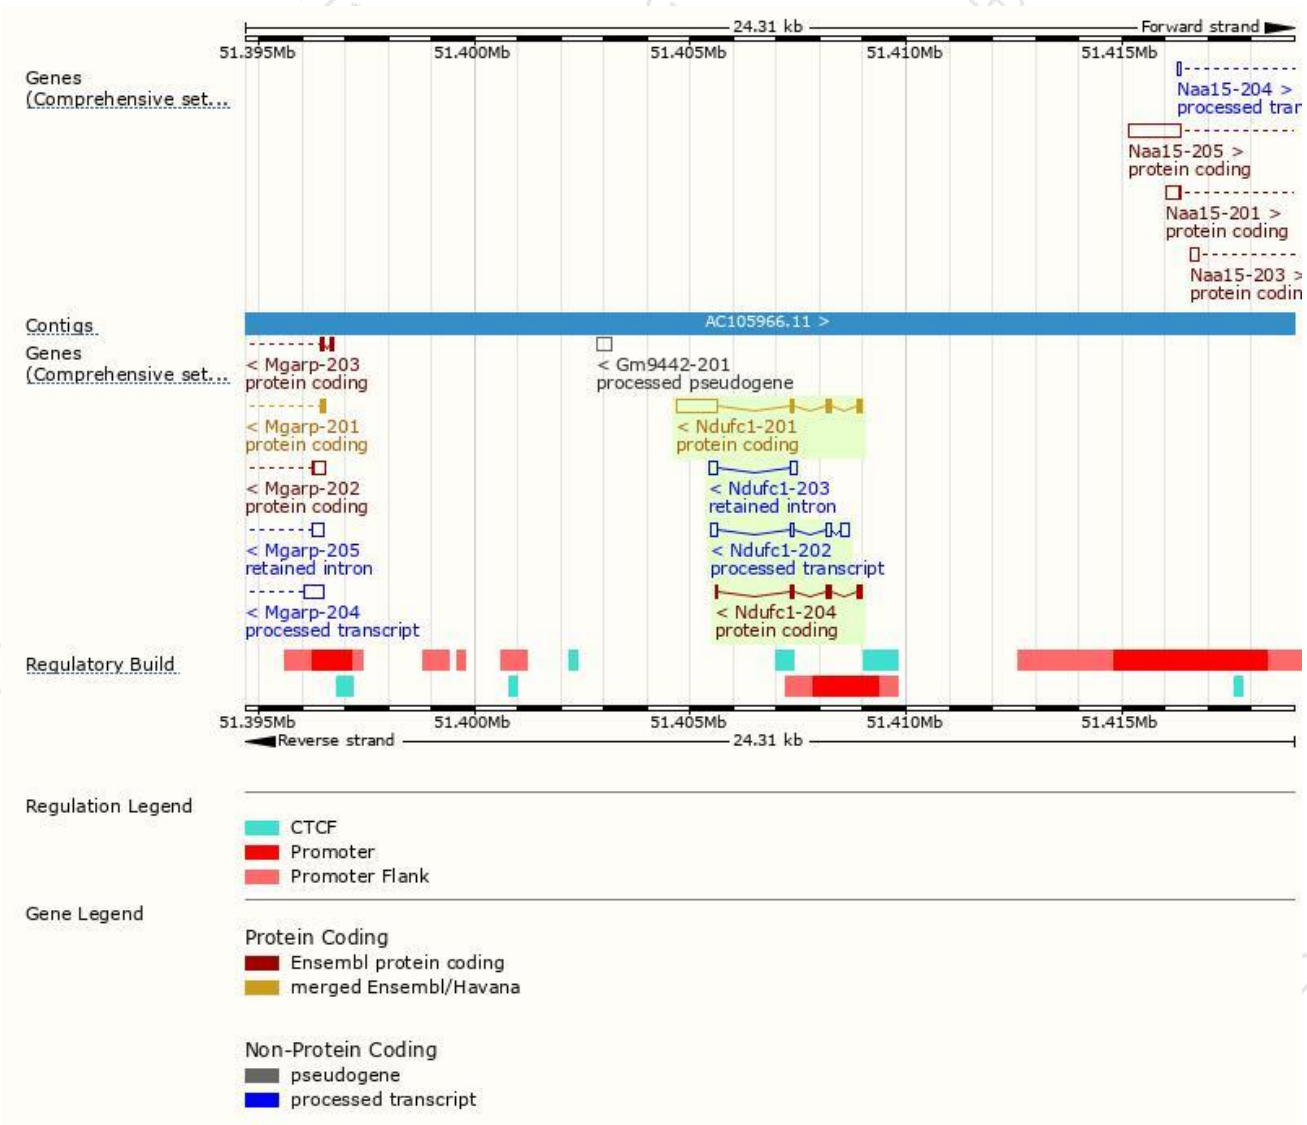 24.31 kb
Forward strand
51.395Mb 51.400Mb 51.405Mb 51.410Mb 51.415Mb
Genes
(Comprehensive set...
Naa15-204 >
processed tran
Naa15-205 >
protein coding
Naa15-201 >
protein coding
Naa15-203 >
protein codin
Contigs
AC105966.11 >
Genes
(Comprehensive set...
< Mgarp-203
protein coding
< Gm9442-201
processed pseudogene
< Mgarp-201
protein coding
< Ndufc1-201
protein coding
< Mgarp-202
protein coding
< Ndufc1-203
retained intron
< Mgarp-205
retained intron
< Ndufc1-202
processed transcript
< Mgarp-204
processed transcript
< Ndufc1-204
protein coding
Regulatory Build
51.395Mb 51.400Mb 51.405Mb 51.410Mb 51.415Mb
Reverse strand
24.31 kb
Regulation Legend
CTCF
Promoter
Promoter Flank
Gene Legend
Protein Coding
Ensembl protein coding
merged Ensembl/Havana
Non-Protein Coding
pseudogene
processed transcript